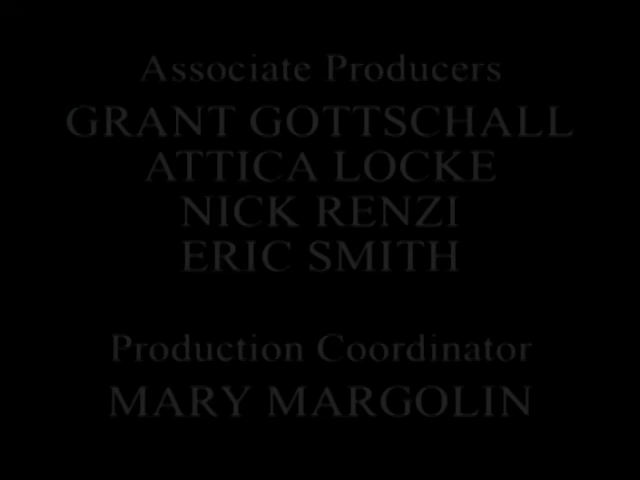 Associate Producers
GRANT GOTTSCHALL
ATTICA LOCKE
NICK RENZI
ERIC SMITH
Production Coordinator
MARY MARGOLIN